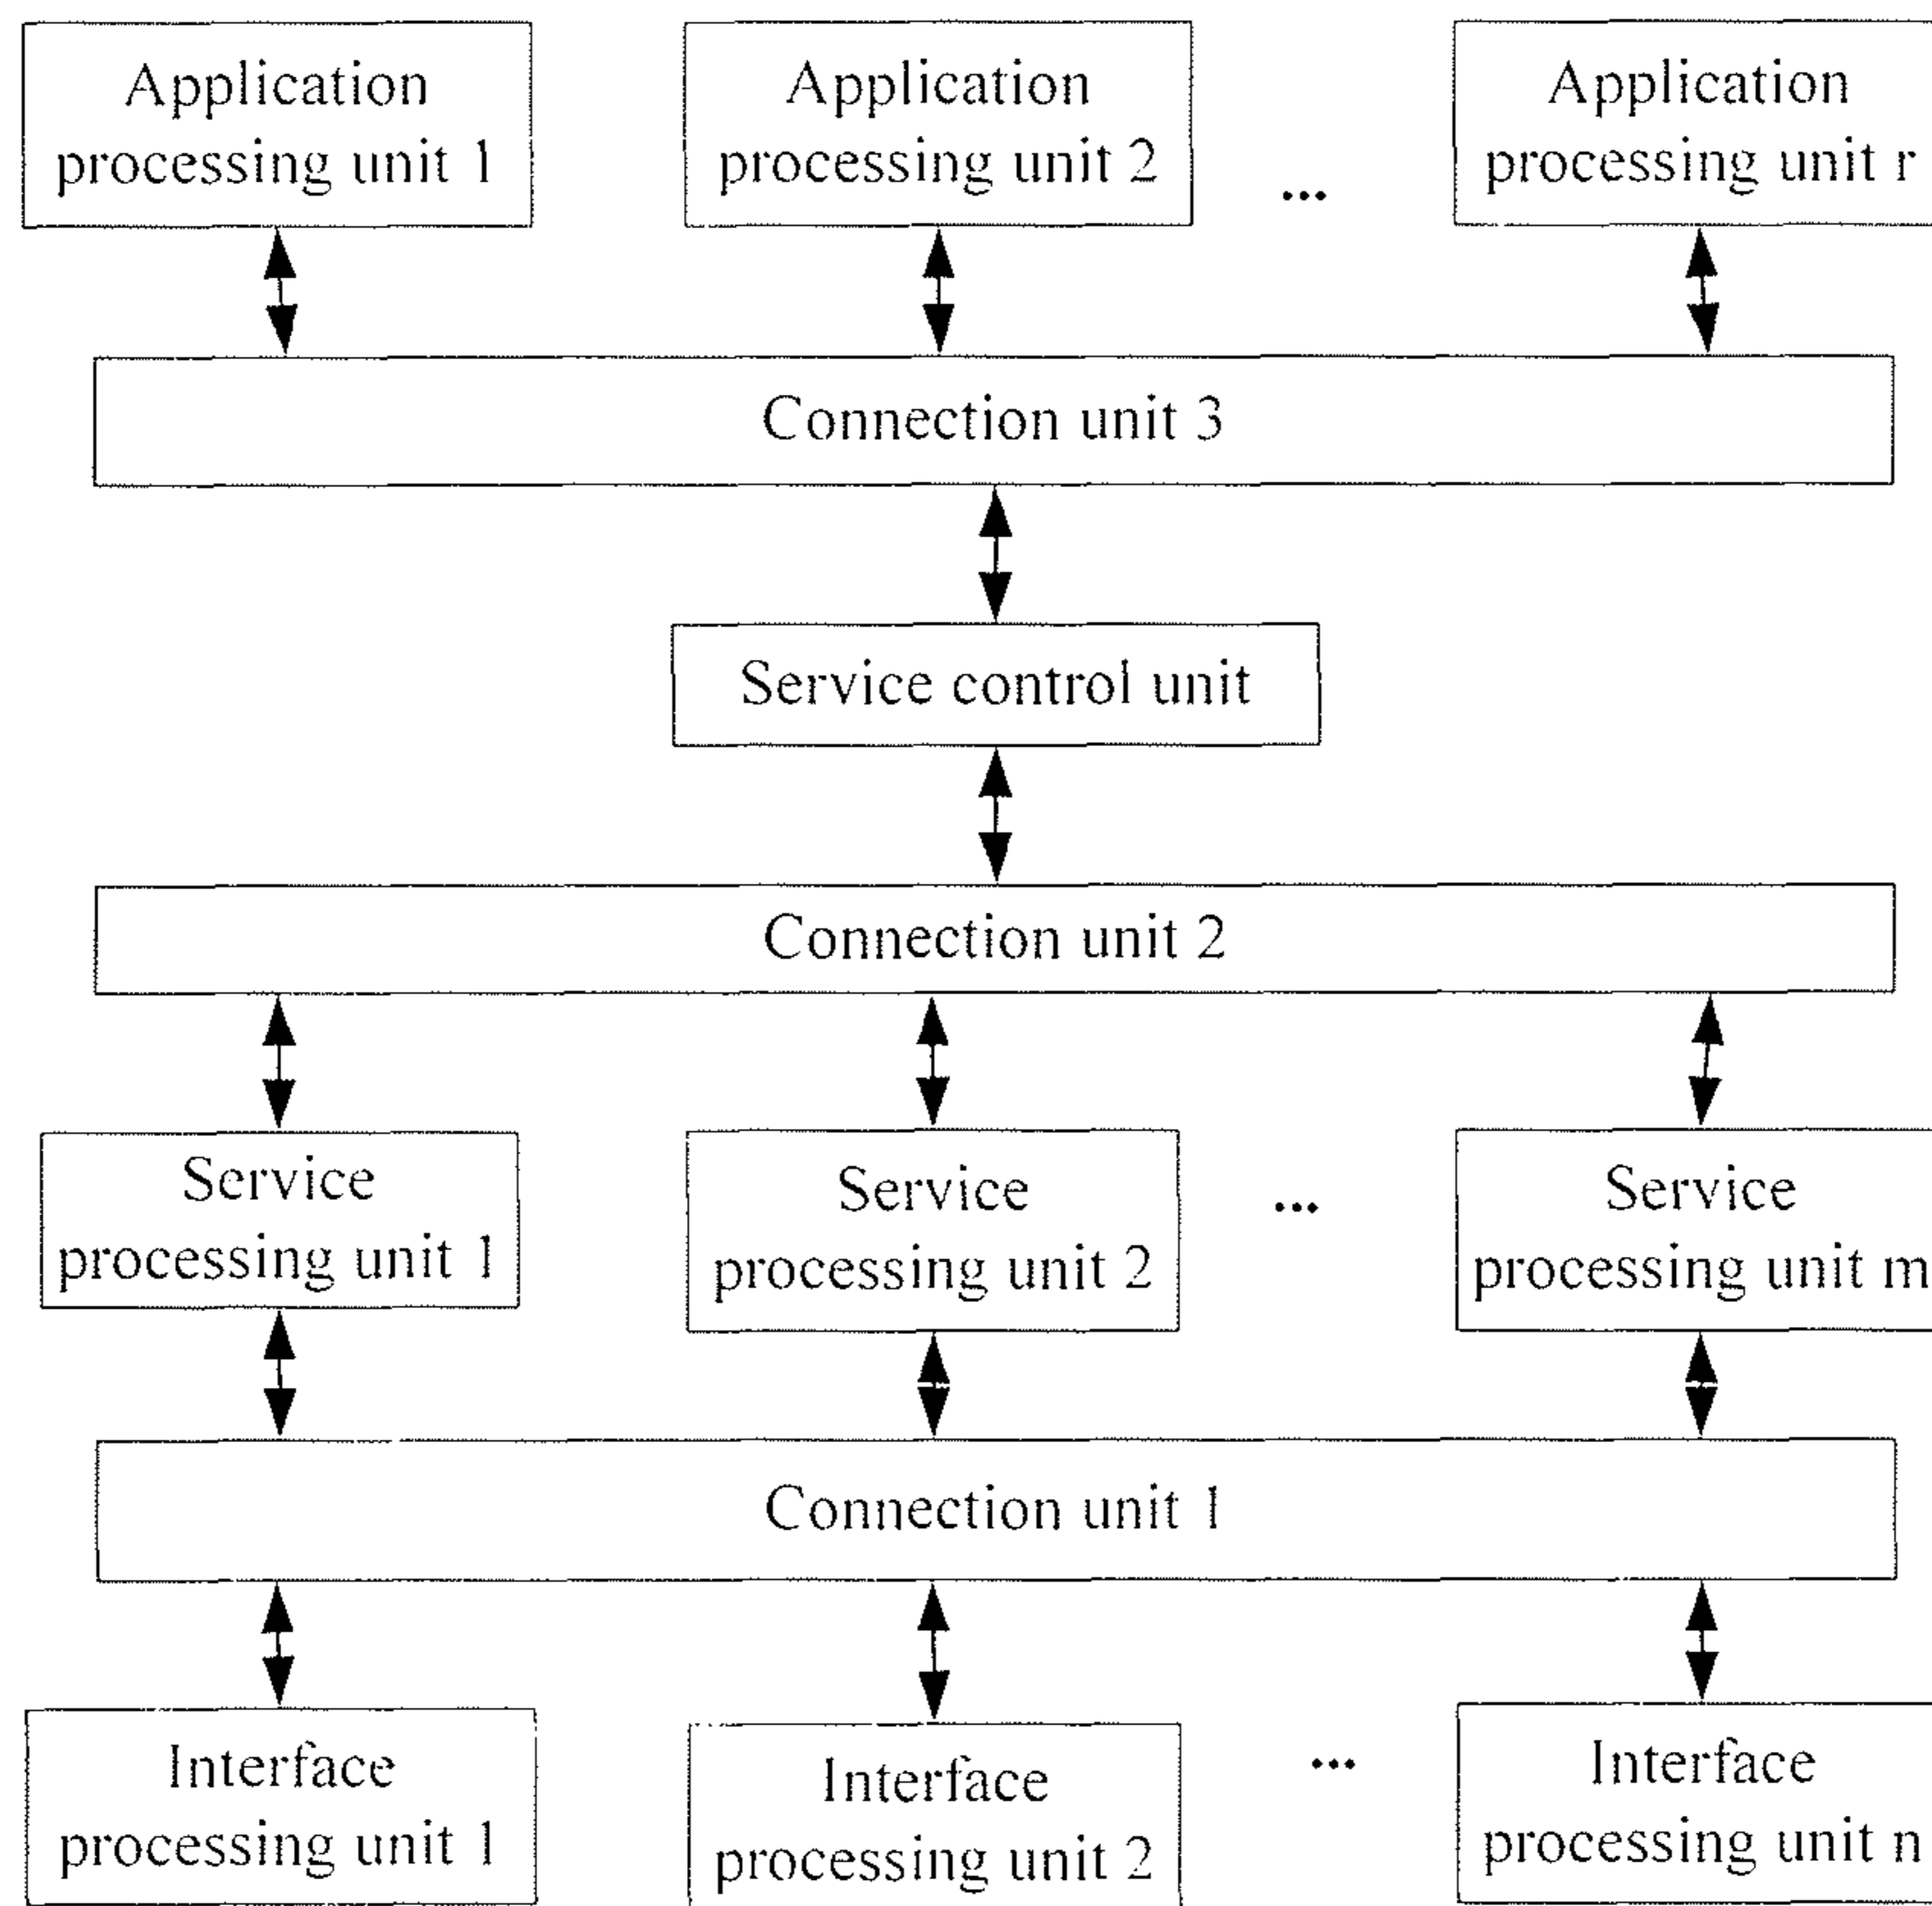 Application
processing unit 1
Application
processing unit 2
...
Application
processing unit r
Connection unit 3
Service control unit
Connection unit 2
Service
processing unit 1
Service
processing unit 2
...
Service
processing unit m
Connection unit 1
Interface
processing unit 1
Interface
processing unit 2
...
Interface
processing unit n